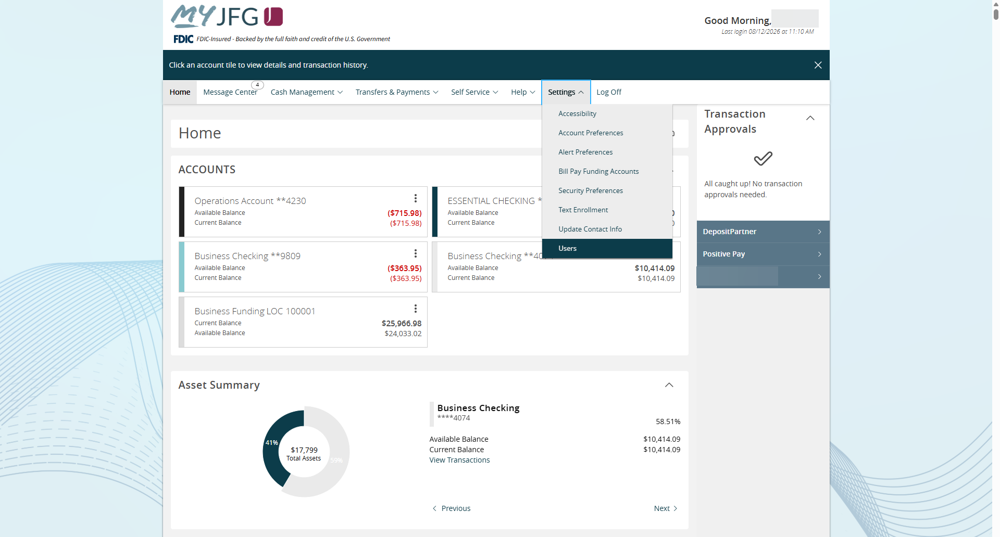 MY JFG
FDIC FDIC-Insured - Backed by the full faith and credit of the U.S. Government
Good Morning,
Last login 08/12/2026 at 11:10 AM
Click an account tile to view details and transaction history.
Home
Message Center
4
Cash Management
Transfers & Payments
Self Service
Help
Settings
Log Off
Accessibility
Account Preferences
Alert Preferences
Bill Pay Funding Accounts
Security Preferences
Text Enrollment
Update Contact Info
Users
Home
ACCOUNTS
Operations Account **4230
Available Balance ($715.98)
Current Balance ($715.98)
ESSENTIAL CHECKING *
Available Balance
Current Balance
Business Checking **9809
Available Balance ($363.95)
Current Balance ($363.95)
Business Checking **40
Available Balance $10,414.09
Current Balance $10,414.09
Business Funding LOC 100001
Current Balance $25,966.98
Available Balance $24,033.02
Asset Summary
41%
$17,799
Total Assets
59%
Business Checking
****4074
58.51%
Available Balance $10,414.09
Current Balance $10,414.09
View Transactions
Previous
Next
Transaction
Approvals
All caught up! No transaction
approvals needed.
DepositPartner
Positive Pay